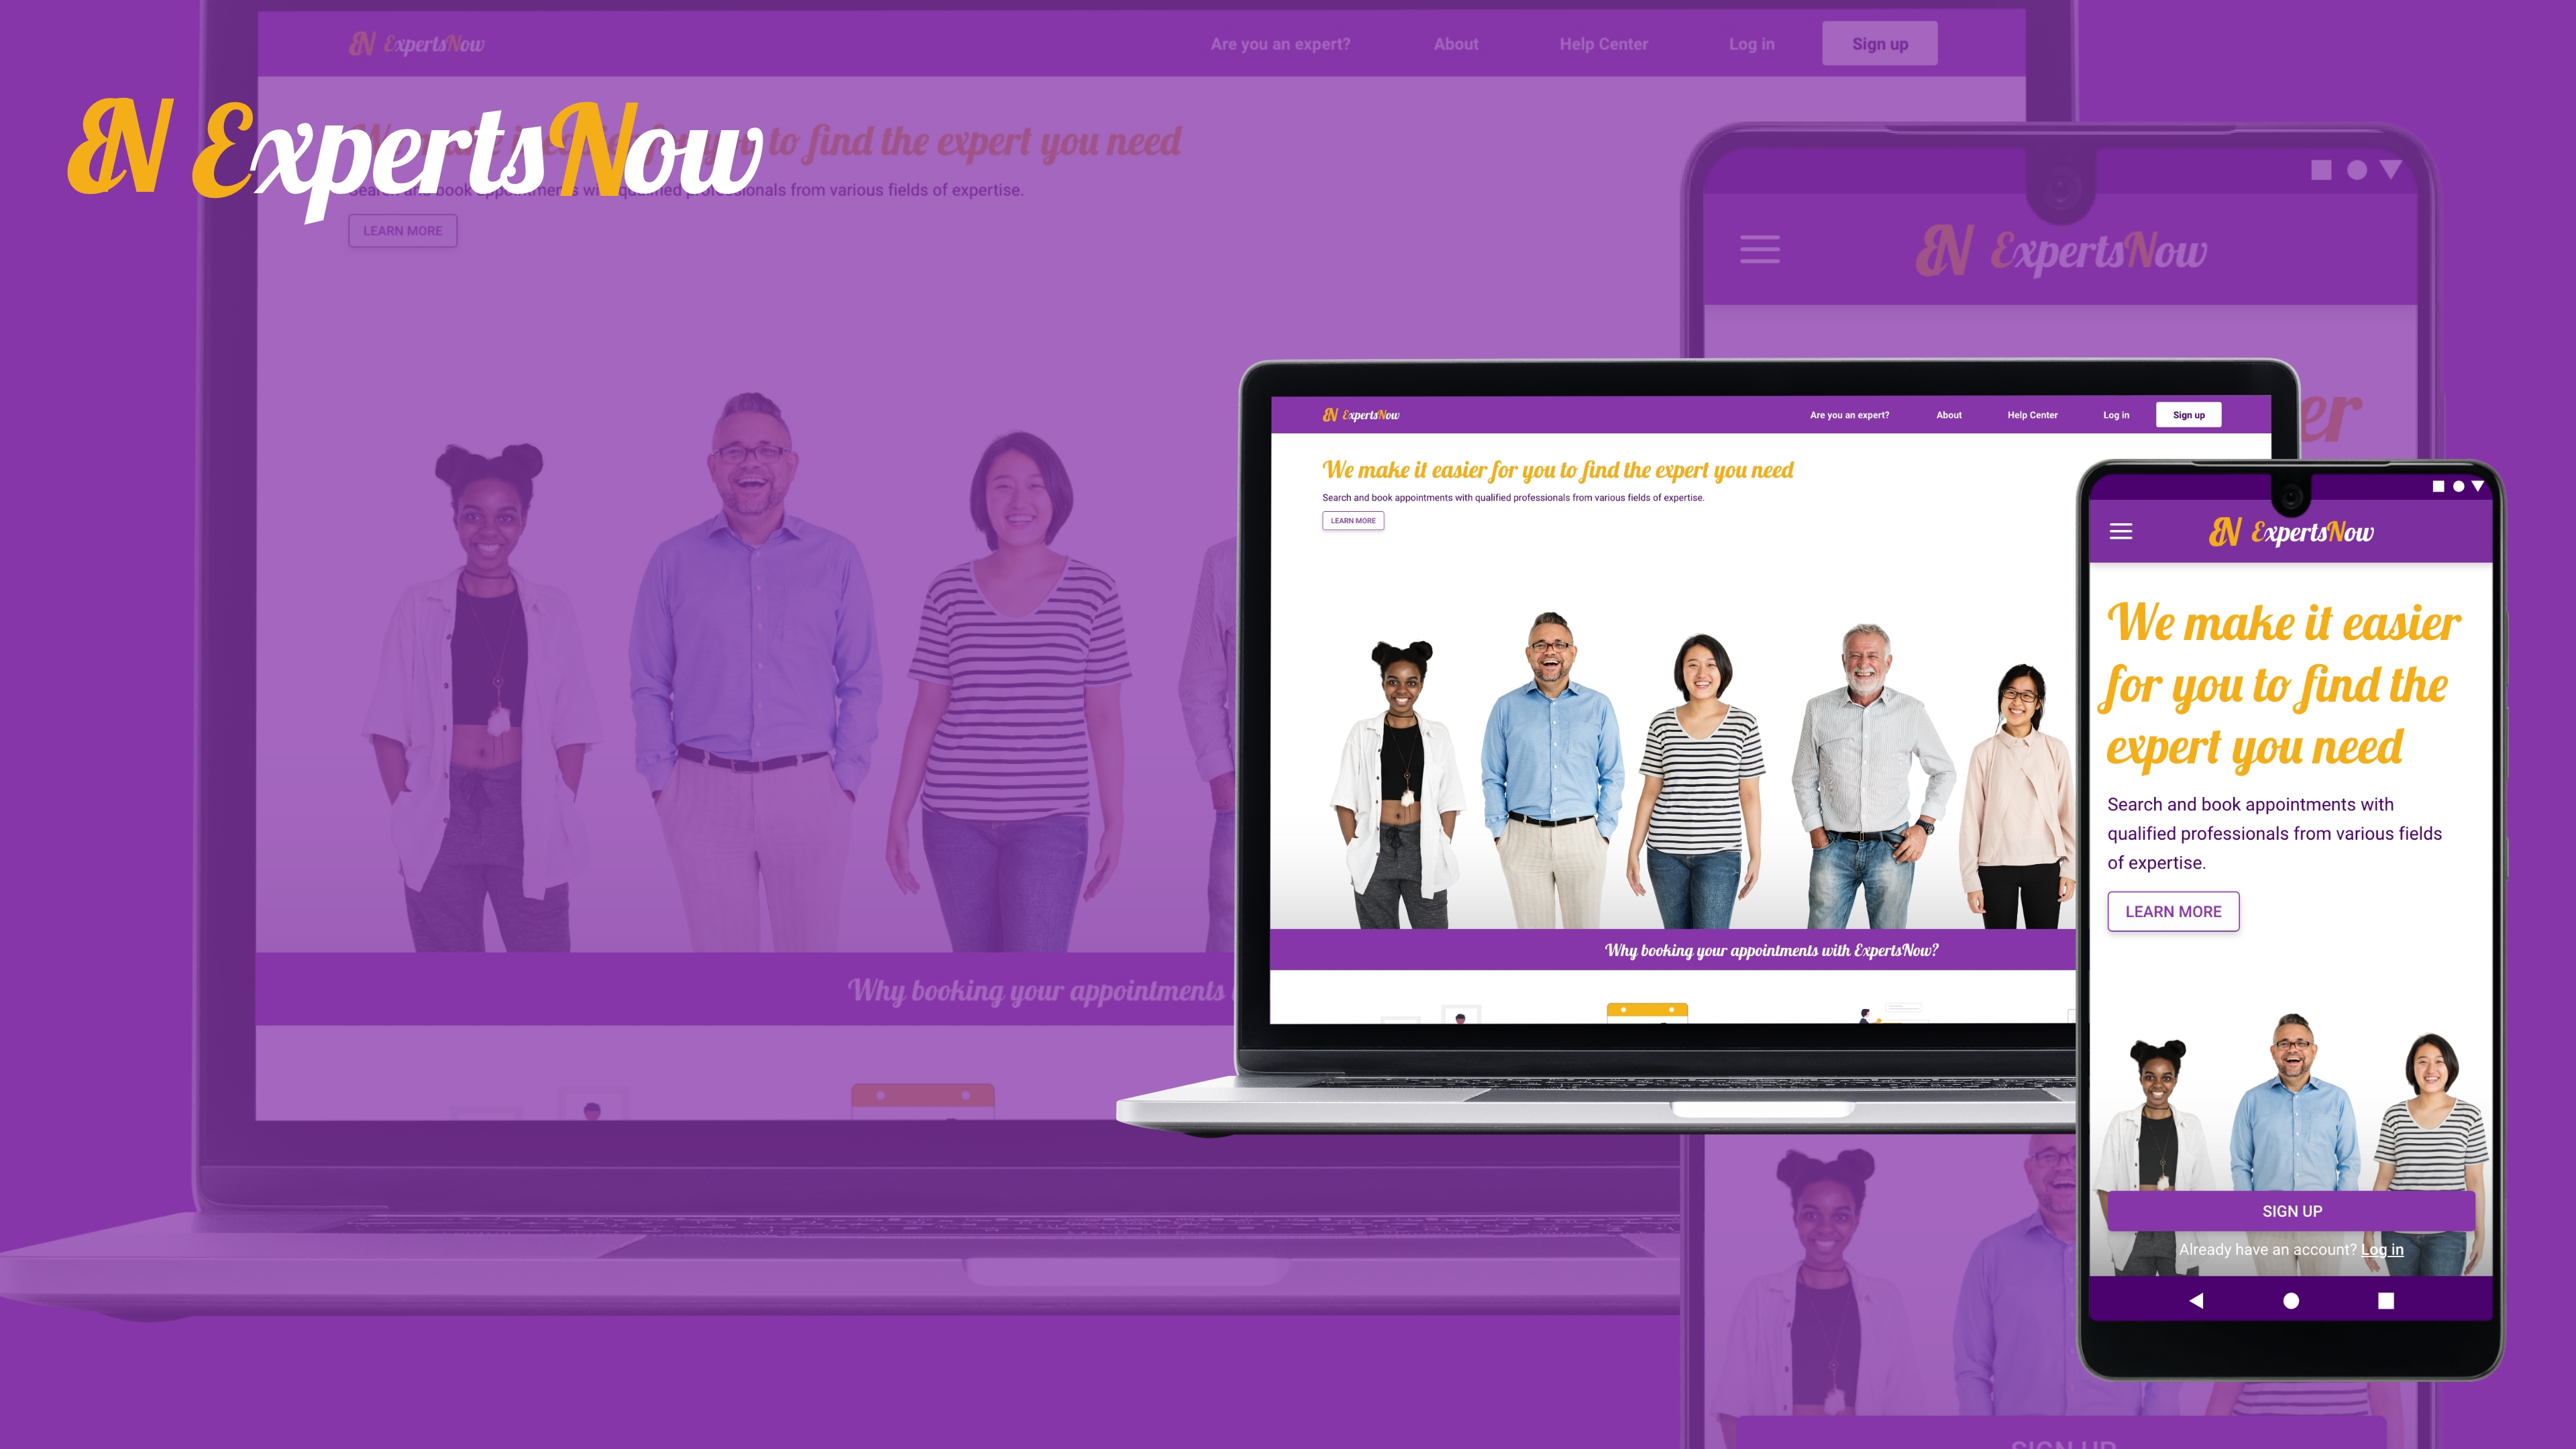 EN ExpertsNow
Are you an expert?
About
Help Center
Log in
Sign up
EN ExpertsNow
to find the expert you need
Search and book appointments with qualified professionals from various fields of expertise.
LEARN MORE
Why booking your appointments
EN ExpertsNow
er
SIGN UP
EN ExpertsNow
Are you an expert?
About
Help Center
Log in
Sign up
We make it easier for you to find the expert you need
Search and book appointments with qualified professionals from various fields of expertise.
LEARN MORE
Why booking your appointments with ExpertsNow?
EN ExpertsNow
We make it easier
for you to find the
expert you need
Search and book appointments with
qualified professionals from various fields
of expertise.
LEARN MORE
SIGN UP
Already have an account? Log in